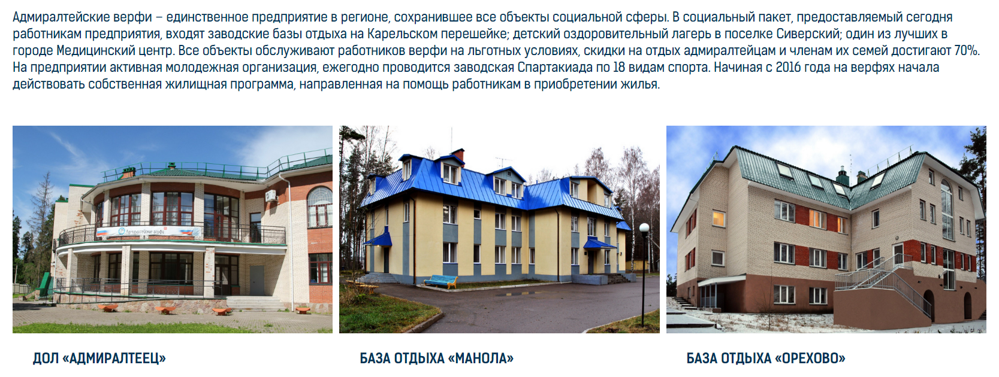 Адмиралтейские верфи – единственное предприятие в регионе, сохранившее все объекты социальной сферы. В социальный пакет, предоставляемый сегодня
работникам предприятия, входят заводские базы отдыха на Карельском перешейке; детский оздоровительный лагерь в поселке Сиверский; один из лучших в
городе Медицинский центр. Все объекты обслуживают работников верфи на льготных условиях, скидки на отдых адмиралтейцам и членам их семей достигают 70%.
На предприятии активная молодежная организация, ежегодно проводится заводская Спартакиада по 18 видам спорта. Начиная с 2016 года на верфях начала
действовать собственная жилищная программа, направленная на помощь работникам в приобретении жилья.
Адмиралтейские верфи
ДОЛ «АДМИРАЛТЕЕЦ»
БАЗА ОТДЫХА «МАНОЛА»
БАЗА ОТДЫХА «ОРЕХОВО»